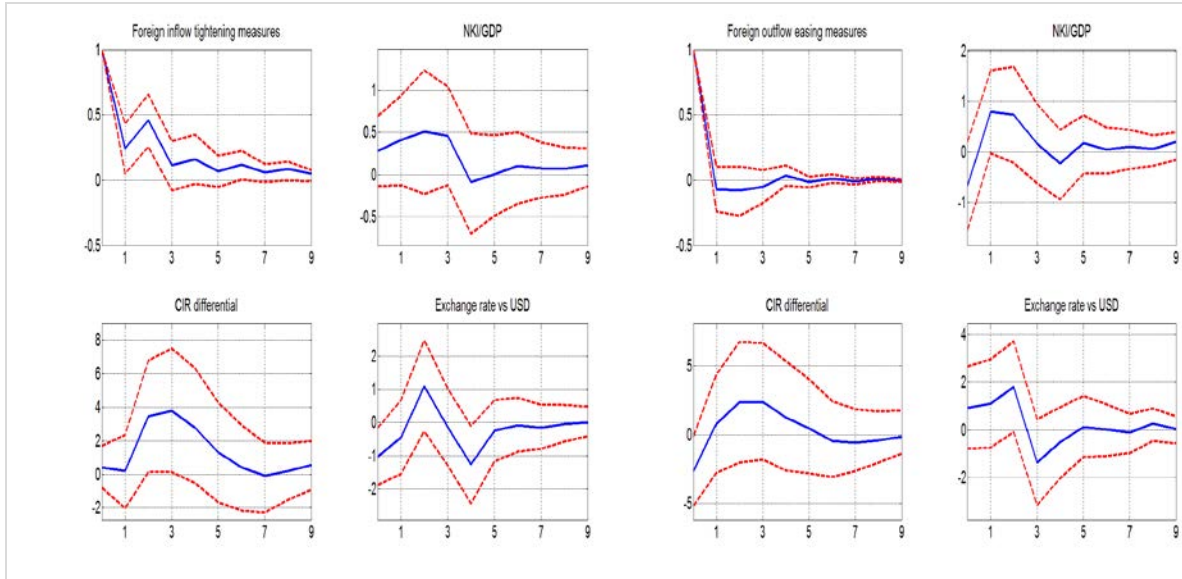 Foreign inflow tightening measures
1
0.5
0
-0.5
1 3 5 7 9
NKI/GDP
1
0.5
0
-0.5
1 3 5 7 9
Foreign outflow easing measures
1
0.5
0
-0.5
1 3 5 7 9
NKI/GDP
2
1
0
-1
1 3 5 7 9
CIR differential
8
6
4
2
0
-2
1 3 5 7 9
Exchange rate vs USD
2
1
0
-1
-2
1 3 5 7 9
CIR differential
5
0
-5
1 3 5 7 9
Exchange rate vs USD
4
2
0
-2
1 3 5 7 9